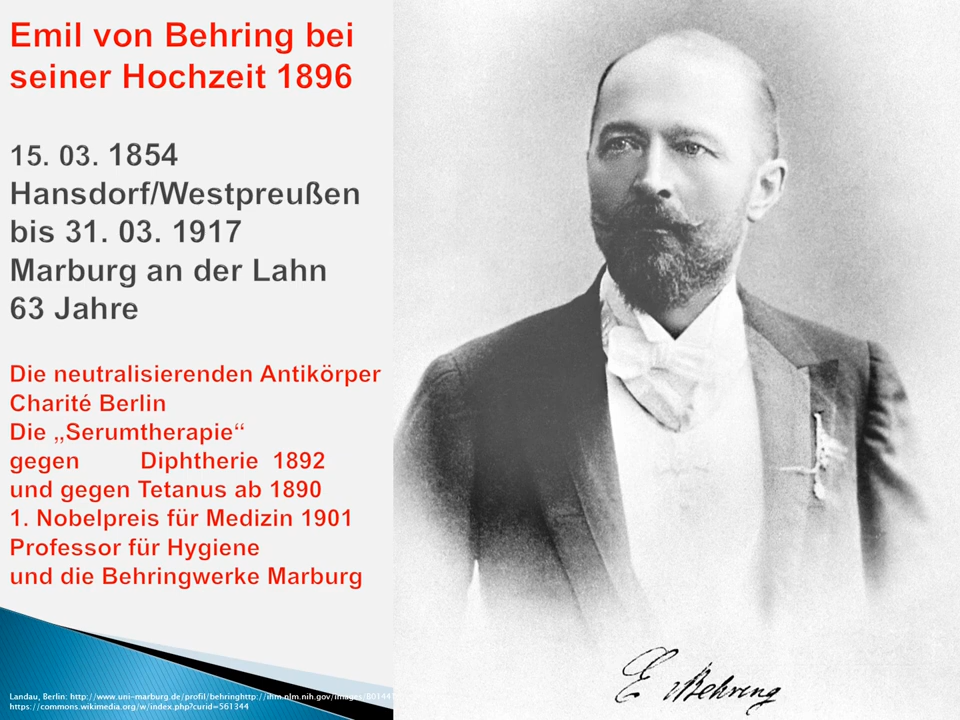 Emil von Behring bei
seiner Hochzeit 1896
15. 03. 1854
Hansdorf/Westpreußen
bis 31. 03. 1917
Marburg an der Lahn
63 Jahre
Die neutralisierenden Antikörper
Charité Berlin
Die „Serumtherapie“
gegen Diphtherie 1892
und gegen Tetanus ab 1890
1. Nobelpreis für Medizin 1901
Professor für Hygiene
und die Behringwerke Marburg
E Behring
Landau, Berlin: http://www.uni-marburg.de/profil/behringhttp://ihm.nlm.nih.gov/images/B01443
https://commons.wikimedia.org/w/index.php?curid=561344